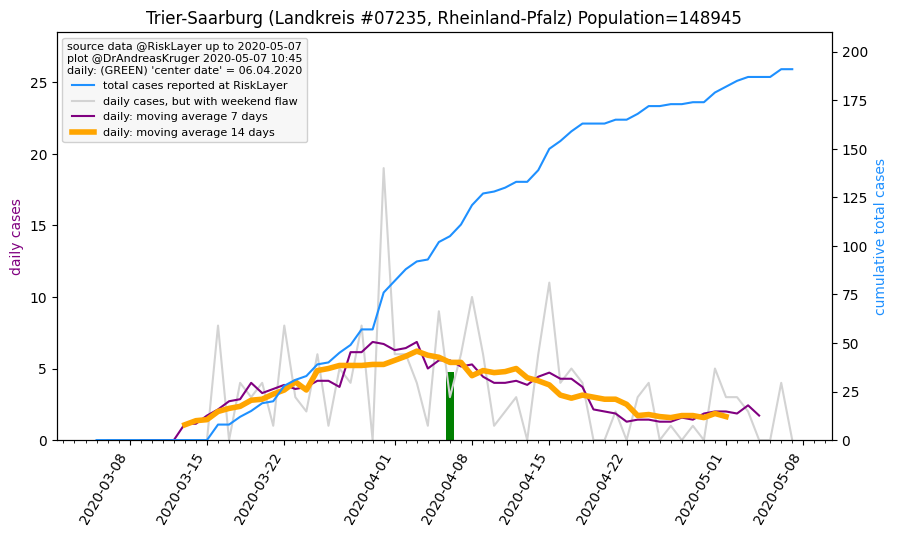 Trier-Saarburg (Landkreis #07235, Rheinland-Pfalz) Population=148945
source data @RiskLayer up to 2020-05-07
plot @DrAndreasKruger 2020-05-07 10:45
daily: (GREEN) 'center date' = 06.04.2020
total cases reported at RiskLayer
daily cases, but with weekend flaw
daily: moving average 7 days
daily: moving average 14 days
daily cases
25
20
15
10
5
0
200
175
150
125
100
75
50
25
0
cumulative total cases
2020-03-08
2020-03-15
2020-03-22
2020-04-01
2020-04-08
2020-04-15
2020-04-22
2020-05-01
2020-05-08